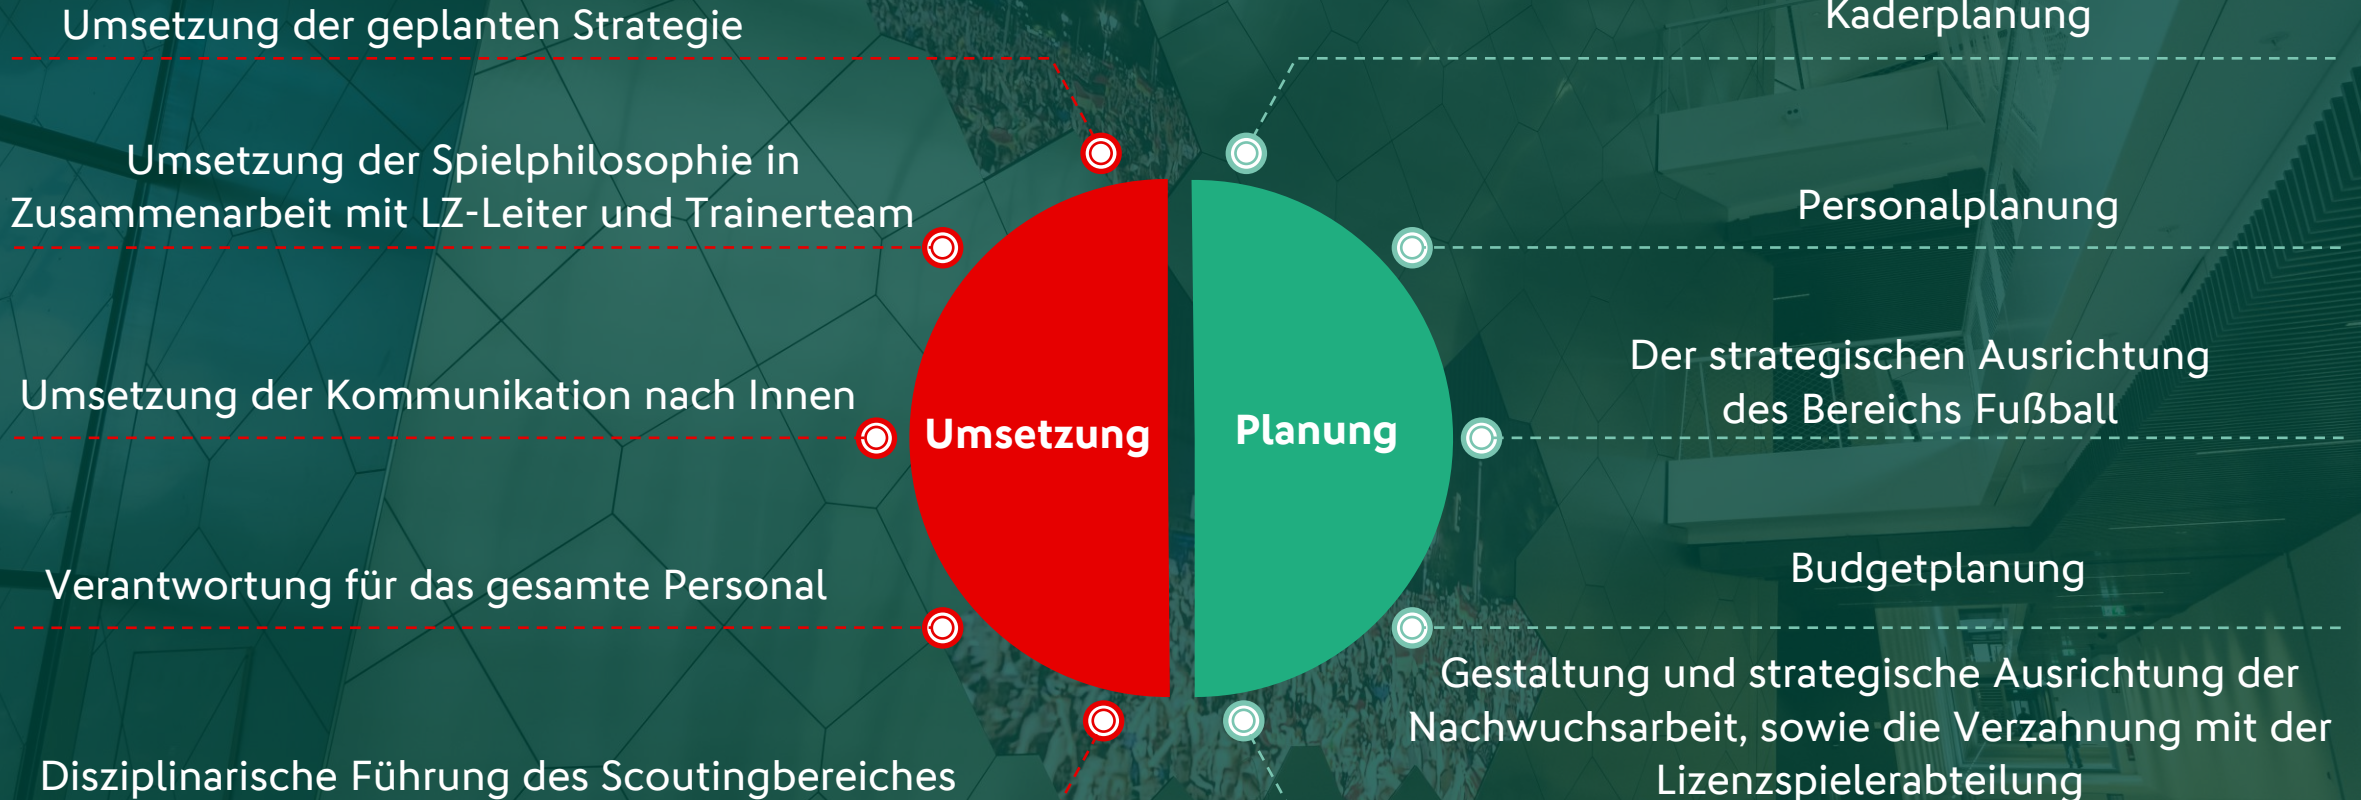 Umsetzung der geplanten Strategie
Umsetzung der Spielphilosophie in
Zusammenarbeit mit LZ-Leiter und Trainerteam
Umsetzung der Kommunikation nach Innen
Verantwortung für das gesamte Personal
Disziplinarische Führung des Scoutingbereiches
Umsetzung
Planung
Kaderplanung
Personalplanung
Der strategischen Ausrichtung
des Bereichs Fußball
Budgetplanung
Gestaltung und strategische Ausrichtung der
Nachwuchsarbeit, sowie die Verzahnung mit der
Lizenzspielerabteilung